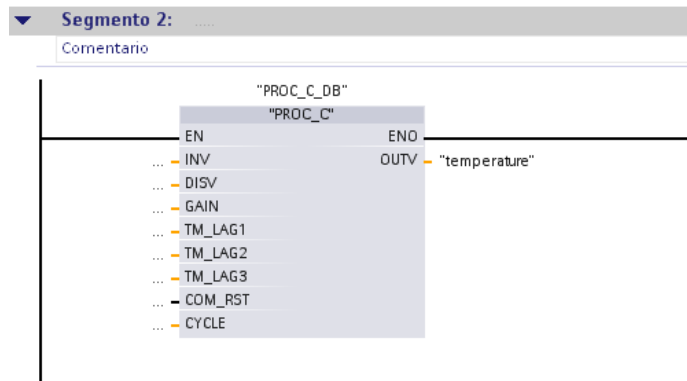 Segmento 2: .....
Comentario
"PROC_C_DB"
"PROC_C"
EN ENO
... INV OUTV "temperature"
... DISV
... GAIN
... TM_LAG1
... TM_LAG2
... TM_LAG3
... COM_RST
... CYCLE